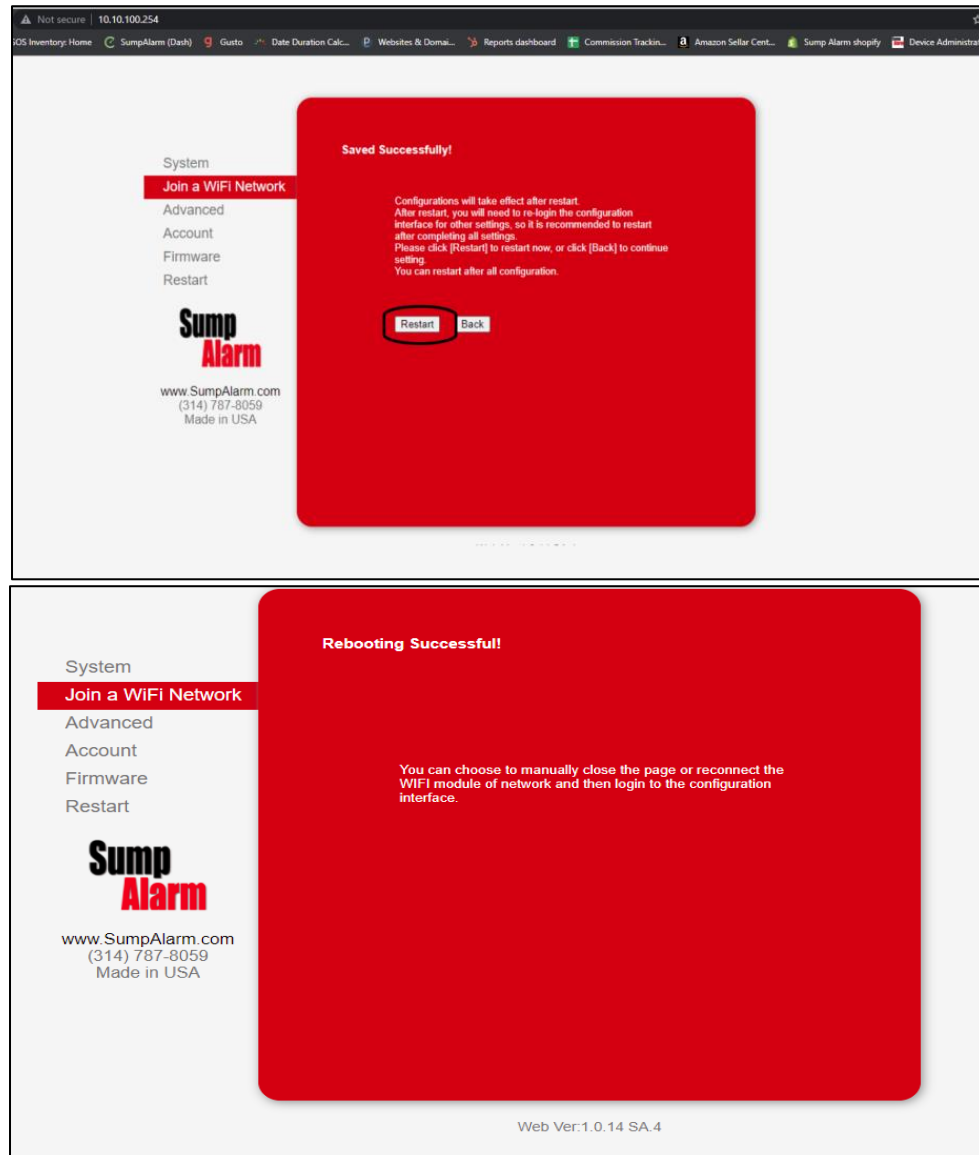 Not secure | 10.10.100.254
iOS Inventory: Home SumpAlarm (Dash) Gusto Date Duration Calc... Websites & Domai... Reports dashboard Commission Trackin... Amazon Sellar Cent... Sump Alarm shopify Device Administrat
Saved Successfully!
System
Join a WiFi Network
Advanced
Account
Firmware
Restart
Configurations will take effect after restart.
After restart, you will need to re-login the configuration
interface for other settings, so it is recommended to restart
after completing all settings.
Please click [Restart] to restart now, or click [Back] to continue
setting.
You can restart after all configuration.
Restart Back
Sump
Alarm
www.SumpAlarm.com
(314) 787-8059
Made in USA
Rebooting Successful!
System
Join a WiFi Network
Advanced
Account
Firmware
Restart
You can choose to manually close the page or reconnect the
WIFI module of network and then login to the configuration
interface.
Sump
Alarm
www.SumpAlarm.com
(314) 787-8059
Made in USA
Web Ver:1.0.14 SA.4